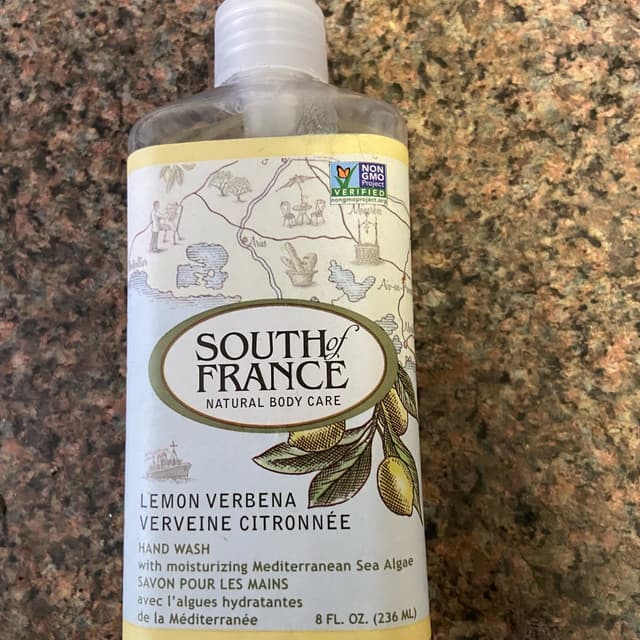 NON
GMO
Project
VERIFIED
nongmoproject.org
Arles
SOUTH of
FRANCE
NATURAL BODY CARE
LEMON VERBENA
VERVEINE CITRONNÉE
HAND WASH
with moisturizing Mediterranean Sea Algae
SAVON POUR LES MAINS
avec l'algues hydratantes
de la Méditerranée
8 FL. OZ. (236 ML)